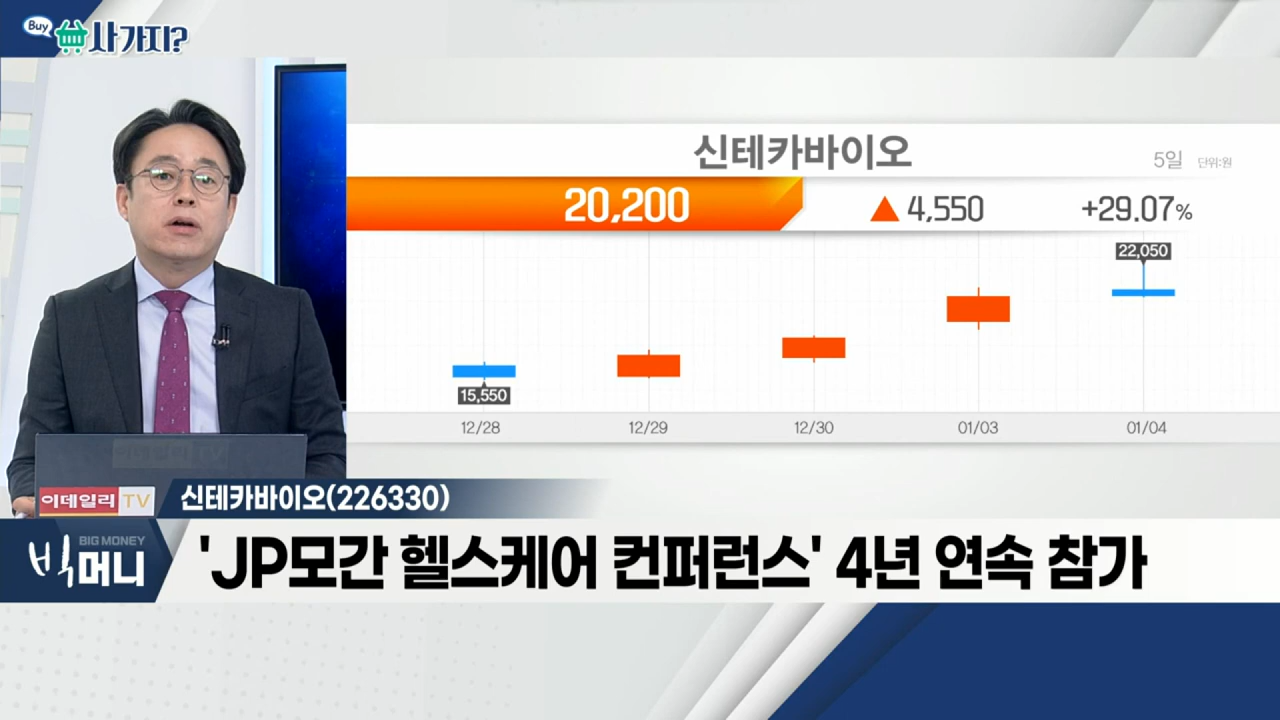 Buy
사 가지?
신테카바이오
5일 단위:원
20,200 ▲ 4,550 +29.07%
22,050
15,550
12/28 12/29 12/30 01/03 01/04
이데일리 TV
신테카바이오(226330)
BIG MONEY
빅머니
'JP모간 헬스케어 컨퍼런스' 4년 연속 참가